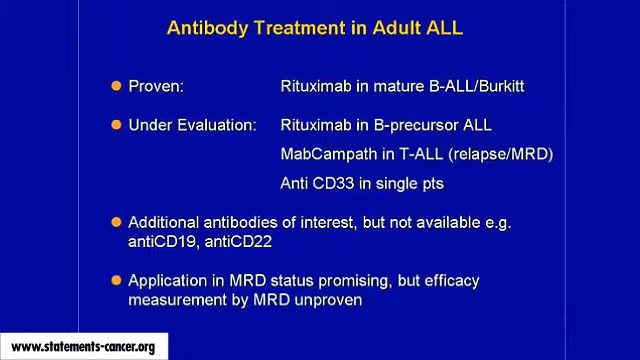 Antibody Treatment in Adult ALL
Proven: Rituximab in mature B-ALL/Burkitt
Under Evaluation: Rituximab in B-precursor ALL
MabCampath in T-ALL (relapse/MRD)
Anti CD33 in single pts
Additional antibodies of interest, but not available e.g.
antiCD19, antiCD22
Application in MRD status promising, but efficacy
measurement by MRD unproven
www.statements-cancer.org